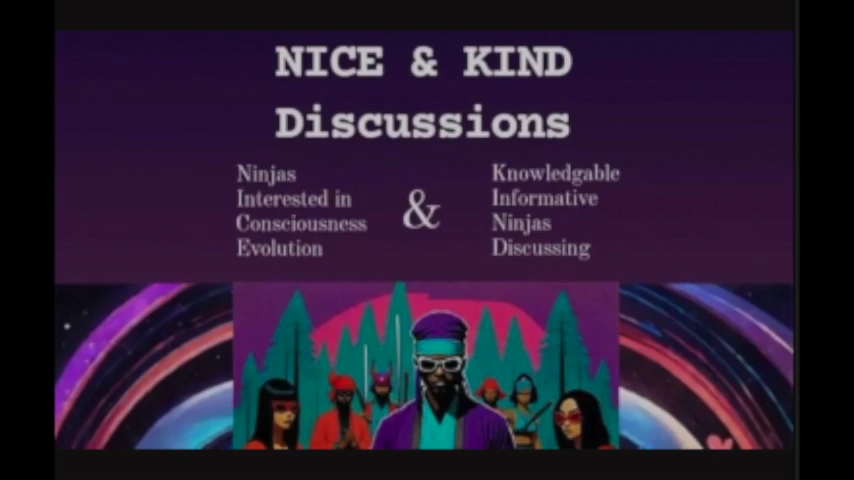 NICE & KIND
Discussions
Ninjas
Interested in
Consciousness
Evolution
&
Knowledgable
Informative
Ninjas
Discussing